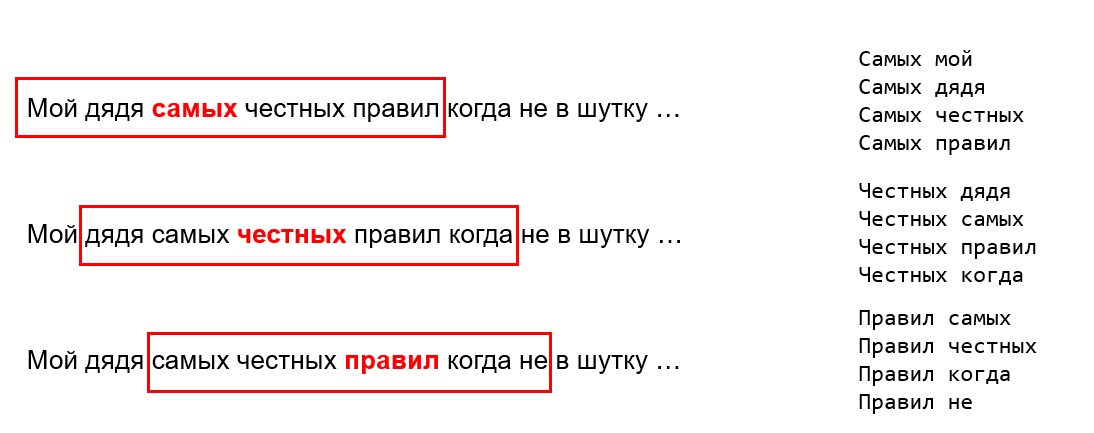 Мой дядя самых честных правил когда не в шутку …
Самых мой
Самых дядя
Самых честных
Самых правил
Мой дядя самых честных правил когда не в шутку …
Честных дядя
Честных самых
Честных правил
Честных когда
Мой дядя самых честных правил когда не в шутку …
Правил самых
Правил честных
Правил когда
Правил не